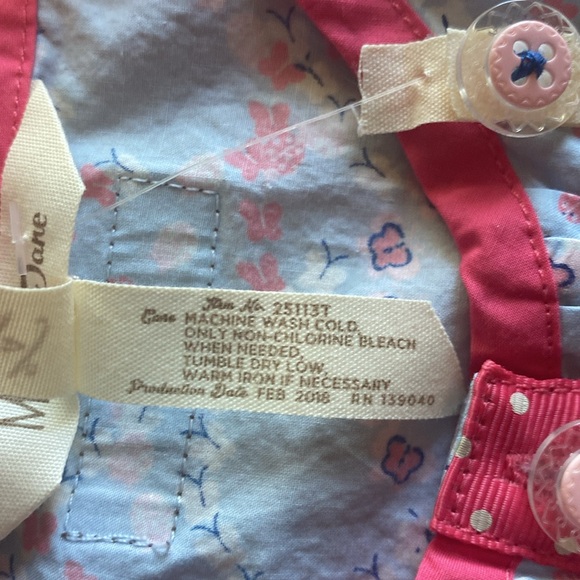 Item No. 251137
Care MACHINE WASH COLD,
ONLY NON-CHLORINE BLEACH
WHEN NEEDED,
TUMBLE DRY LOW,
WARM IRON IF NECESSARY
Production Date FEB 2018 RN 139040
Jane
M